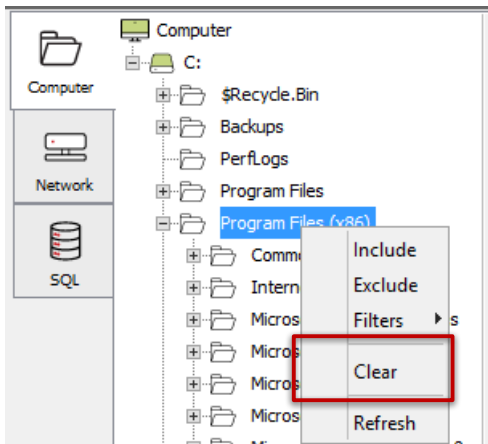 Computer
C:
Computer
$Recycle.Bin
Backups
PerfLogs
Network
Program Files
Program Files (x86)
SQL
Include
Exclude
Filters
Clear
Refresh